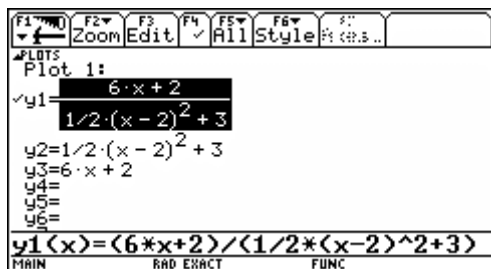 F1 F2 F3 F4 F5 F6
Zoom Edit ✓ All Style
PLOTS
Plot 1:
✓y1=
6·x + 2
1/2·(x - 2)^2 + 3
y2=1/2·(x - 2)^2 + 3
y3=6·x + 2
y4=
y5=
y6=
y1(x)=(6*x+2)/(1/2*(x-2)^2+3)
MAIN RAD EXACT FUNC